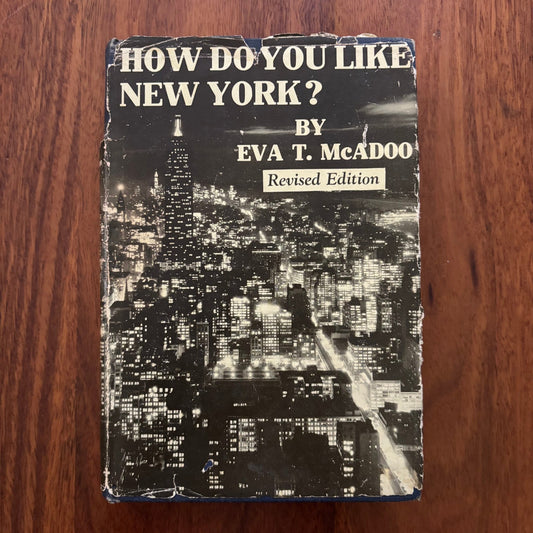 HOW DO YOU LIKE
NEW YORK?
BY
EVA T. McADOO
Revised Edition